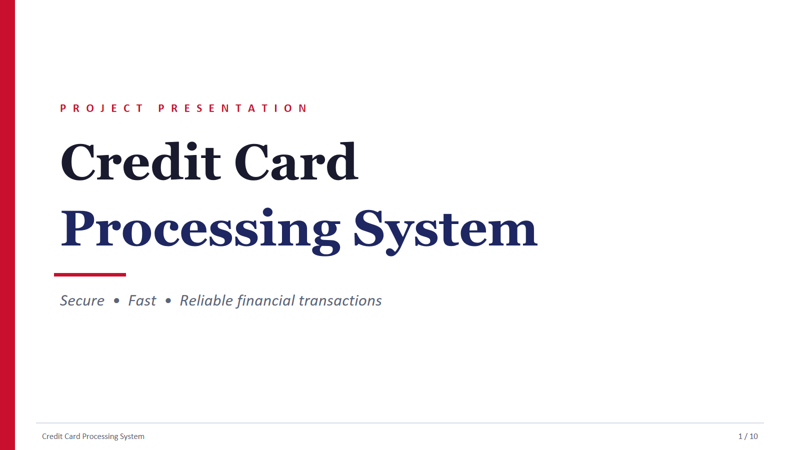 PROJECT PRESENTATION
Credit Card
Processing System
Secure • Fast • Reliable financial transactions
Credit Card Processing System
1 / 10